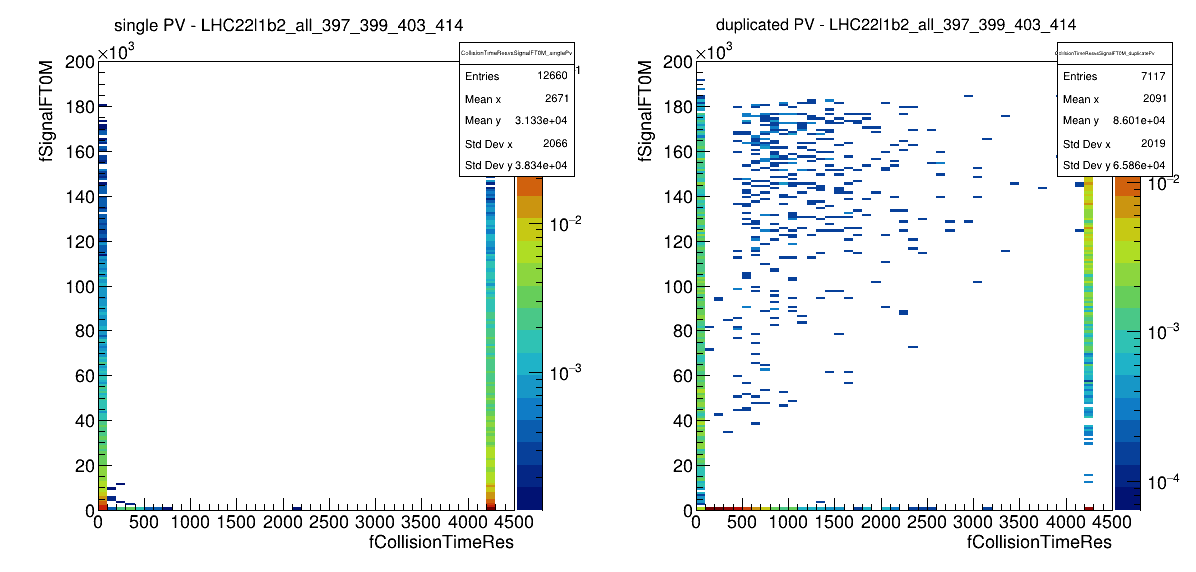 single PV - LHC22l1b2_all_397_399_403_414
×10³
fSignalFT0M
200
180
160
140
120
100
80
60
40
20
0
0 500 1000 1500 2000 2500 3000 3500 4000 4500
fCollisionTimeRes
CollisionTimeResvsSignalFT0M_singlePv
Entries 12660
Mean x 2671
Mean y 3.133e+04
Std Dev x 2066
Std Dev y 3.834e+04
1
10⁻²
10⁻³
duplicated PV - LHC22l1b2_all_397_399_403_414
×10³
fSignalFT0M
200
180
160
140
120
100
80
60
40
20
0
0 500 1000 1500 2000 2500 3000 3500 4000 4500
fCollisionTimeRes
CollisionTimeResvsSignalFT0M_duplicatePv
Entries 7117
Mean x 2091
Mean y 8.601e+04
Std Dev x 2019
Std Dev y 6.586e+04
10⁻²
10⁻³
10⁻⁴